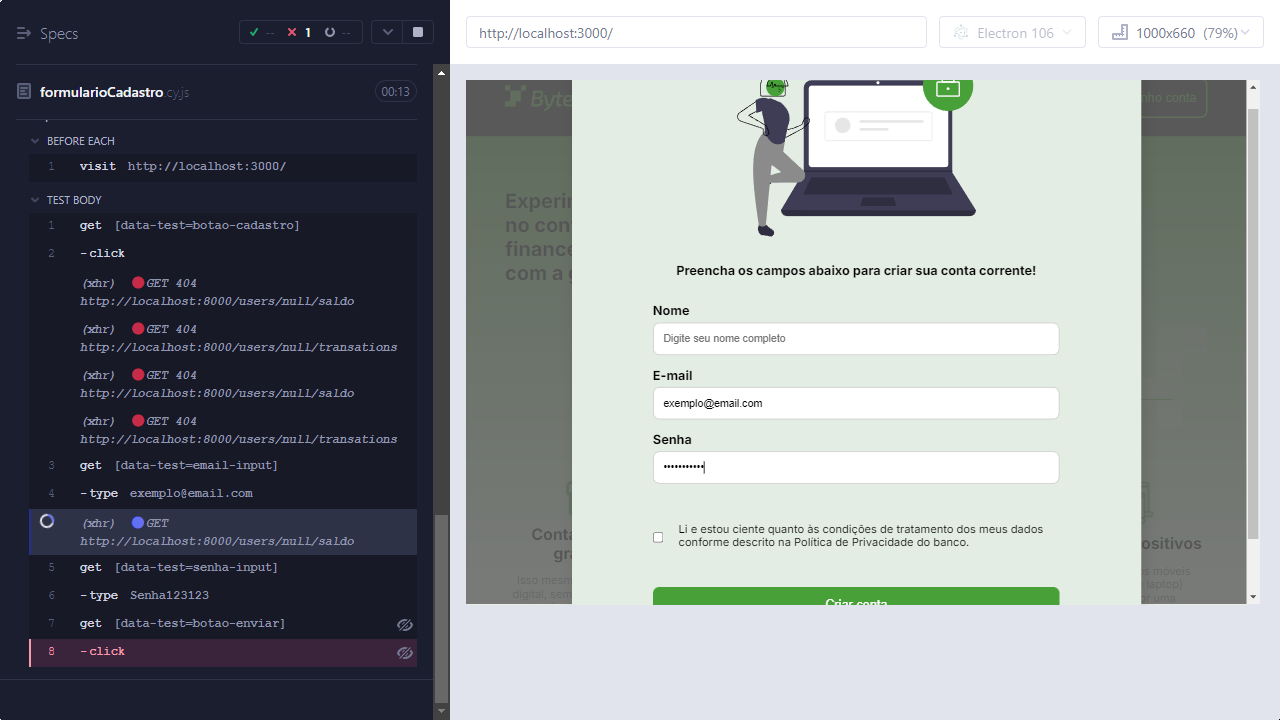 Specs
-- 1 --
formularioCadastro.cy.js
00:13
BEFORE EACH
1 visit http://localhost:3000/
TEST BODY
1 get [data-test=botao-cadastro]
2 -click
(xhr) GET 404
http://localhost:8000/users/null/saldo
(xhr) GET 404
http://localhost:8000/users/null/transations
(xhr) GET 404
http://localhost:8000/users/null/saldo
(xhr) GET 404
http://localhost:8000/users/null/transations
3 get [data-test=email-input]
4 -type exemplo@email.com
(xhr) GET
http://localhost:8000/users/null/saldo
5 get [data-test=senha-input]
6 -type Senha123123
7 get [data-test=botao-enviar]
8 -click
http://localhost:3000/
Electron 106
1000x660 (79%)
Byte
nho conta
Experim
no con
finance
com a g
Preencha os campos abaixo para criar sua conta corrente!
Nome
Digite seu nome completo
E-mail
exemplo@email.com
Senha
•••••••••••
Li e estou ciente quanto às condições de tratamento dos meus dados
conforme descrito na Política de Privacidade do banco.
Criar conta
Conta
gra
Isso mesm
digital, sem
ositivos
s móveis
laptop)
or uma